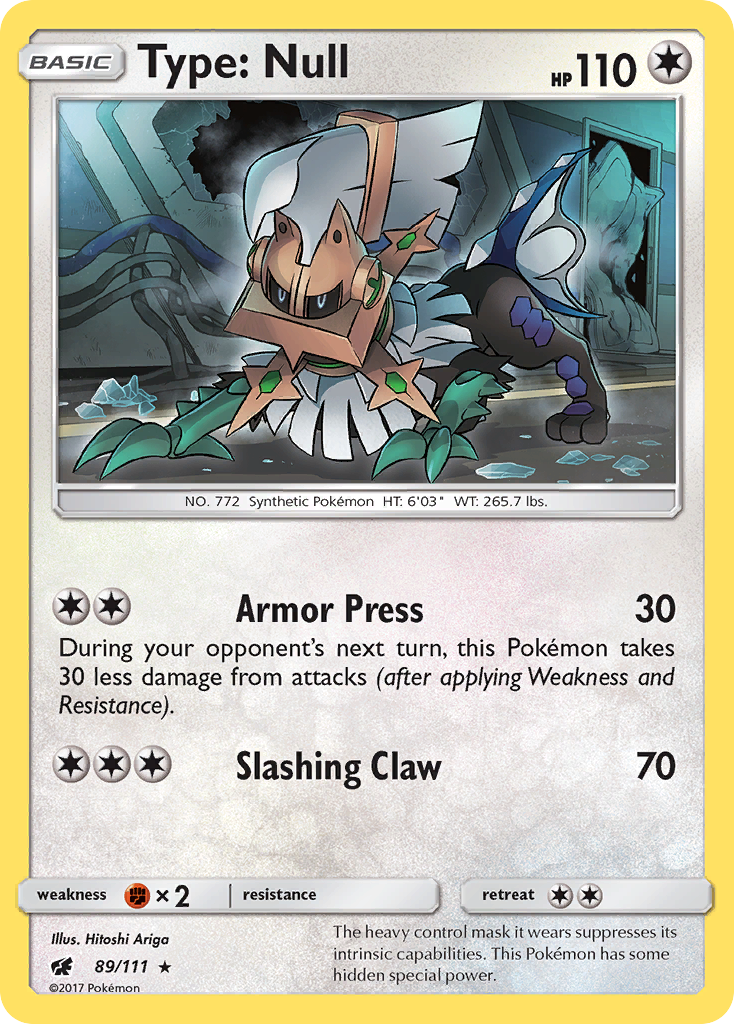 BASIC Type: Null HP 110
NO. 772 Synthetic Pokémon HT: 6'03" WT: 265.7 lbs.
Armor Press 30
During your opponent's next turn, this Pokémon takes
30 less damage from attacks (after applying Weakness and
Resistance).
Slashing Claw 70
weakness ×2 resistance retreat
Illus. Hitoshi Ariga
89/111 ★
©2017 Pokémon
The heavy control mask it wears suppresses its
intrinsic capabilities. This Pokémon has some
hidden special power.